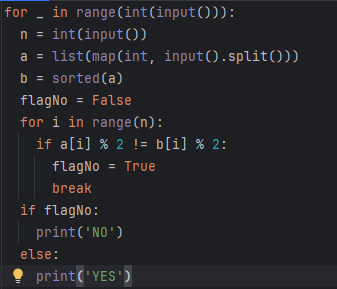 for _ in range(int(input())):
  n = int(input())
  a = list(map(int, input().split()))
  b = sorted(a)
  flagNo = False
  for i in range(n):
    if a[i] % 2 != b[i] % 2:
      flagNo = True
      break
  if flagNo:
    print('NO')
  else:
    print('YES')